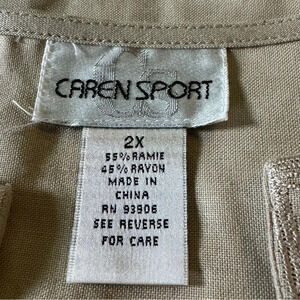 CAREN SPORT
2X
55% RAMIE
45% RAYON
MADE IN
CHINA
RN 93906
SEE REVERSE
FOR CARE